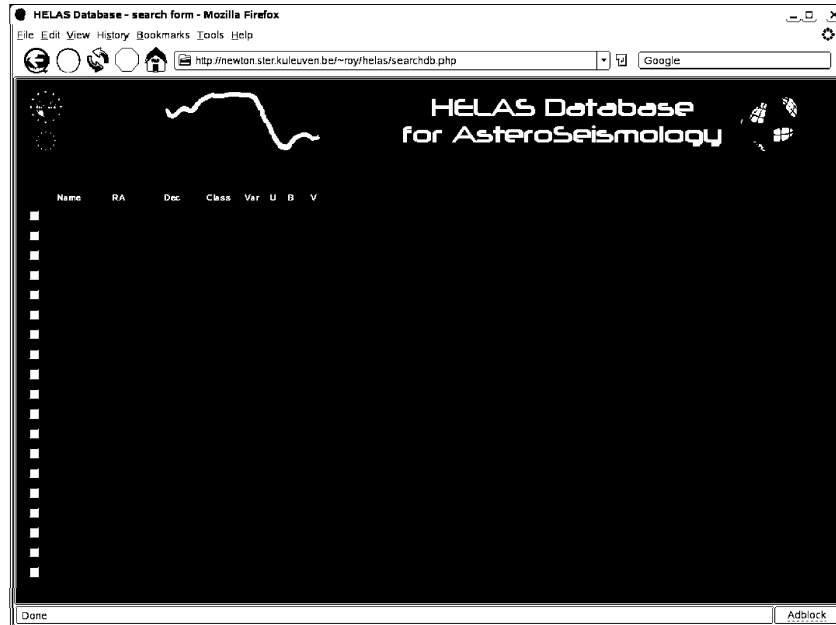 HELAS Database - search form - Mozilla Firefox
File Edit View History Bookmarks Tools Help
http://newton.ster.kuleuven.be/~roy/helas/searchdb.php
Google
HELAS Database
for AsteroSeismology
Name RA Dec Class Var U B V
Done
Adblock